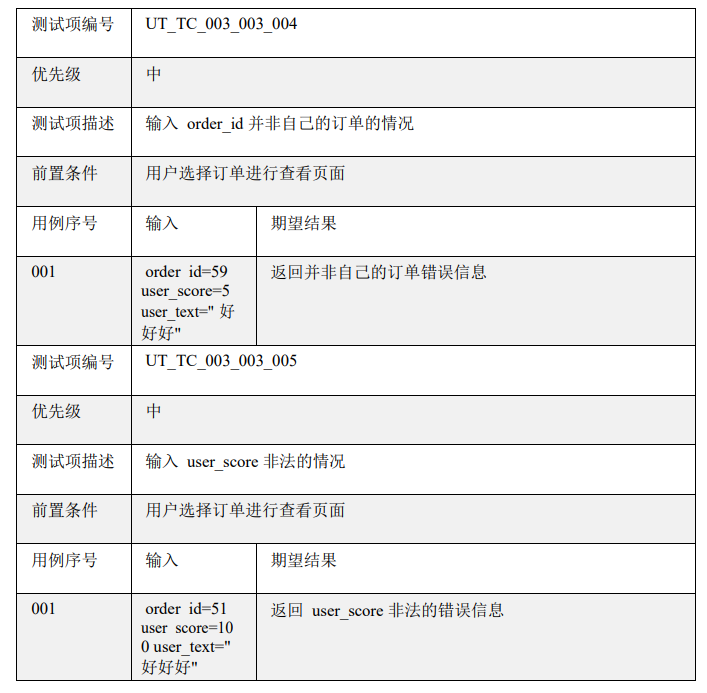 测试项编号 UT_TC_003_003_004
优先级 中
测试项描述 输入 order_id 并非自己的订单的情况
前置条件 用户选择订单进行查看页面
用例序号 输入 期望结果
001 order_id=59 返回并非自己的订单错误信息
user_score=5
user_text=" 好
好好"
测试项编号 UT_TC_003_003_005
优先级 中
测试项描述 输入 user_score 非法的情况
前置条件 用户选择订单进行查看页面
用例序号 输入 期望结果
001 order_id=51 返回 user_score 非法的错误信息
user_score=10
0 user_text="
好好好"